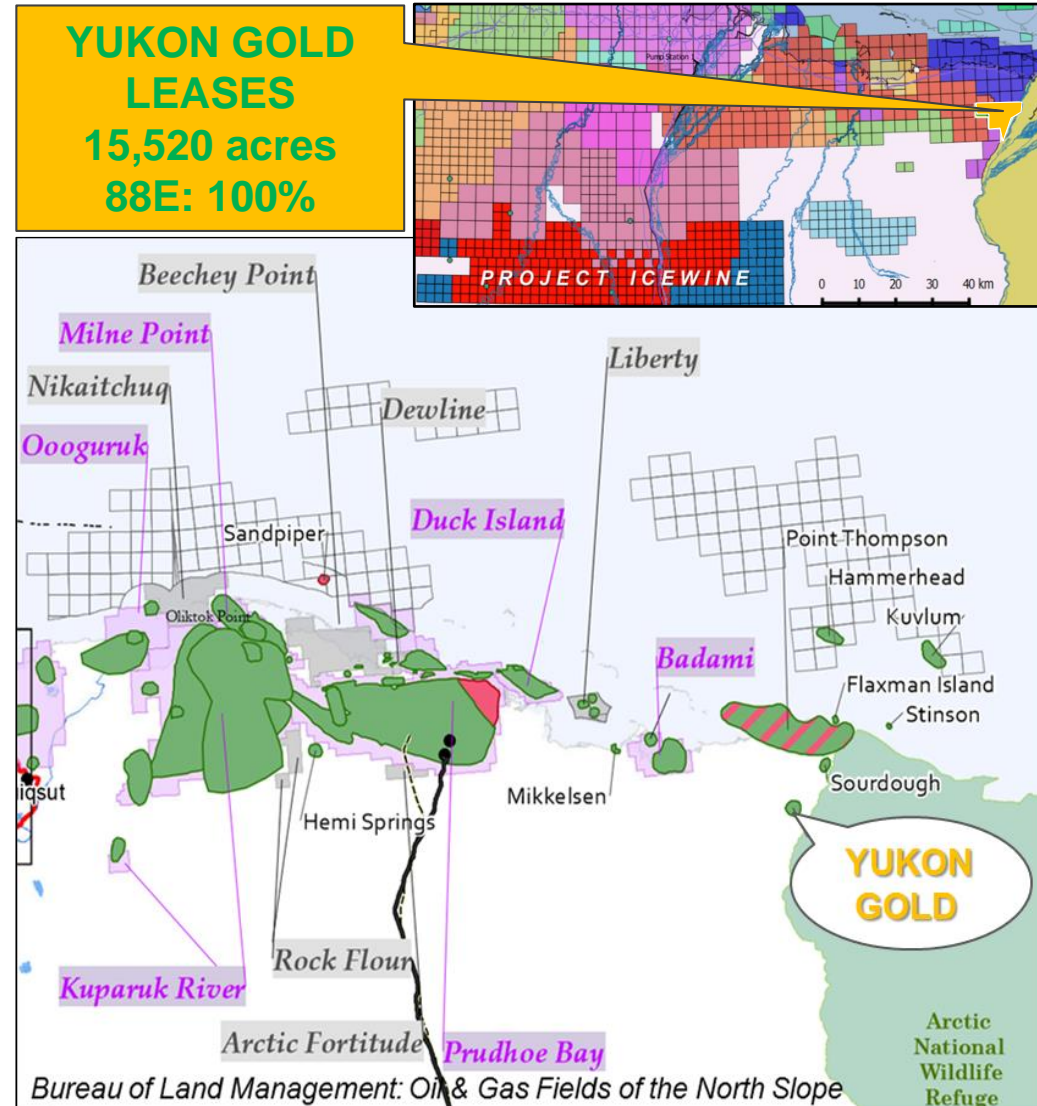 YUKON GOLD
LEASES
15,520 acres
88E: 100%
Pump Station
PROJECT ICEWINE
0 10 20 30 40 km
Beechey Point
Milne Point
Nikaitchuq
Oooguruk
Dewline
Liberty
Sandpiper
Duck Island
Point Thompson
Hammerhead
Kuvlum
Oliktok Point
Badami
Flaxman Island
Stinson
iqsut
Hemi Springs
Mikkelsen
Sourdough
YUKON
GOLD
Rock Flour
Kuparuk River
Arctic Fortitude
Prudhoe Bay
Arctic
National
Wildlife
Refuge
Bureau of Land Management: Oil & Gas Fields of the North Slope